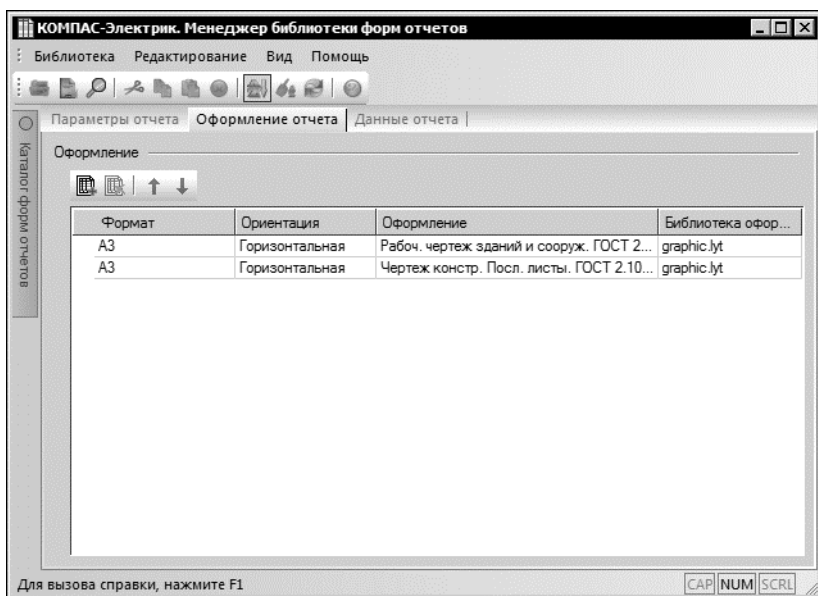 КОМПАС-Электрик. Менеджер библиотеки форм отчетов
Библиотека Редактирование Вид Помощь
Параметры отчета Оформление отчета Данные отчета
Каталог форм отчетов
Оформление
Формат Ориентация Оформление Библиотека офор...
А3 Горизонтальная Рабоч. чертеж зданий и сооруж. ГОСТ 2... graphic.lyt
А3 Горизонтальная Чертеж констр. Посл. листы. ГОСТ 2.10... graphic.lyt
Для вызова справки, нажмите F1 CAP NUM SCRL